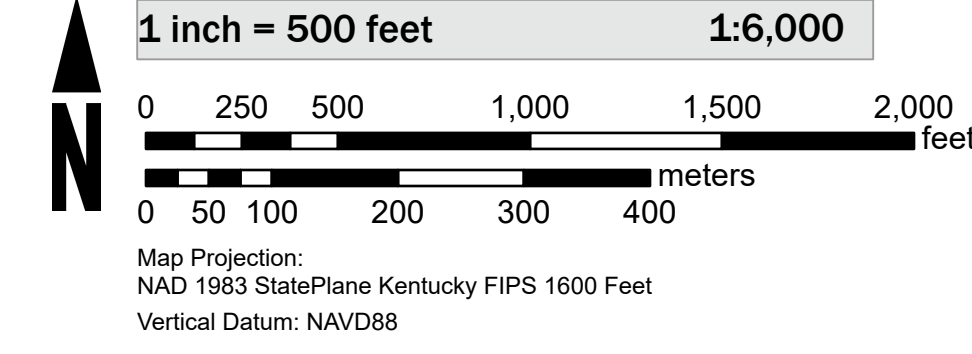 1 inch = 500 feet 1:6,000
0 250 500 1,000 1,500 2,000
feet
meters
0 50 100 200 300 400
N
Map Projection:
NAD 1983 StatePlane Kentucky FIPS 1600 Feet
Vertical Datum: NAVD88